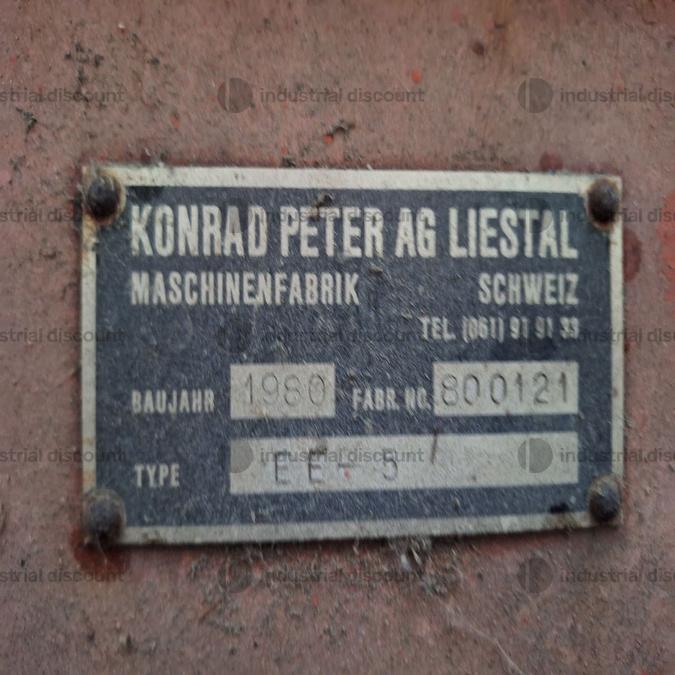 KONRAD PETER AG LIESTAL
MASCHINENFABRIK SCHWEIZ
TEL. (061) 91 91 33
BAUJAHR 1980 FABR. NO. 800121
TYPE EE-5
industrial discount